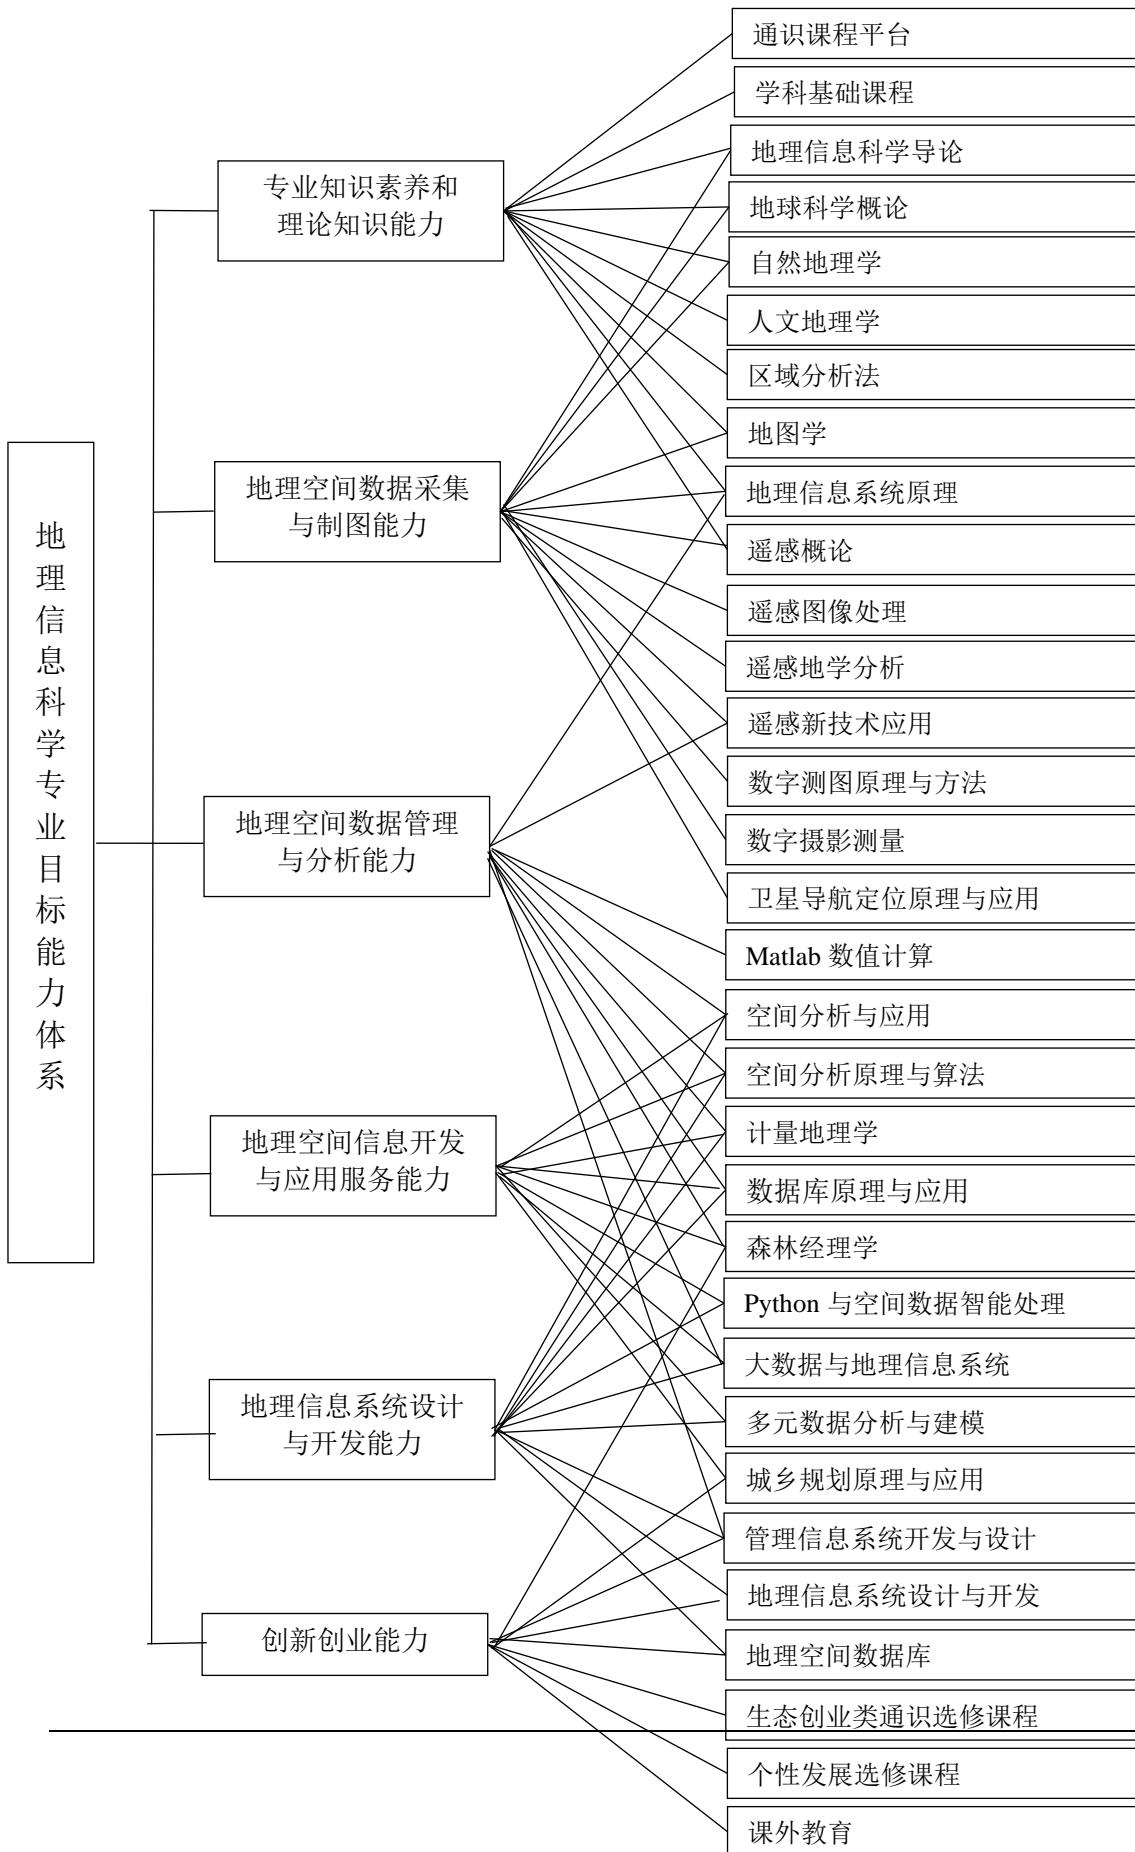 地理信息科学专业目标能力体系
专业知识素养和
理论知识能力
地理空间数据采集
与制图能力
地理空间数据管理
与分析能力
地理空间信息开发
与应用服务能力
地理信息系统设计
与开发能力
创新创业能力
通识课程平台
学科基础课程
地理信息科学导论
地球科学概论
自然地理学
人文地理学
区域分析法
地图学
地理信息系统原理
遥感概论
遥感图像处理
遥感地学分析
遥感新技术应用
数字测图原理与方法
数字摄影测量
卫星导航定位原理与应用
Matlab 数值计算
空间分析与应用
空间分析原理与算法
计量地理学
数据库原理与应用
森林经理学
Python 与空间数据智能处理
大数据与地理信息系统
多元数据分析与建模
城乡规划原理与应用
管理信息系统开发与设计
地理信息系统设计与开发
地理空间数据库
生态创业类通识选修课程
个性发展选修课程
课外教育